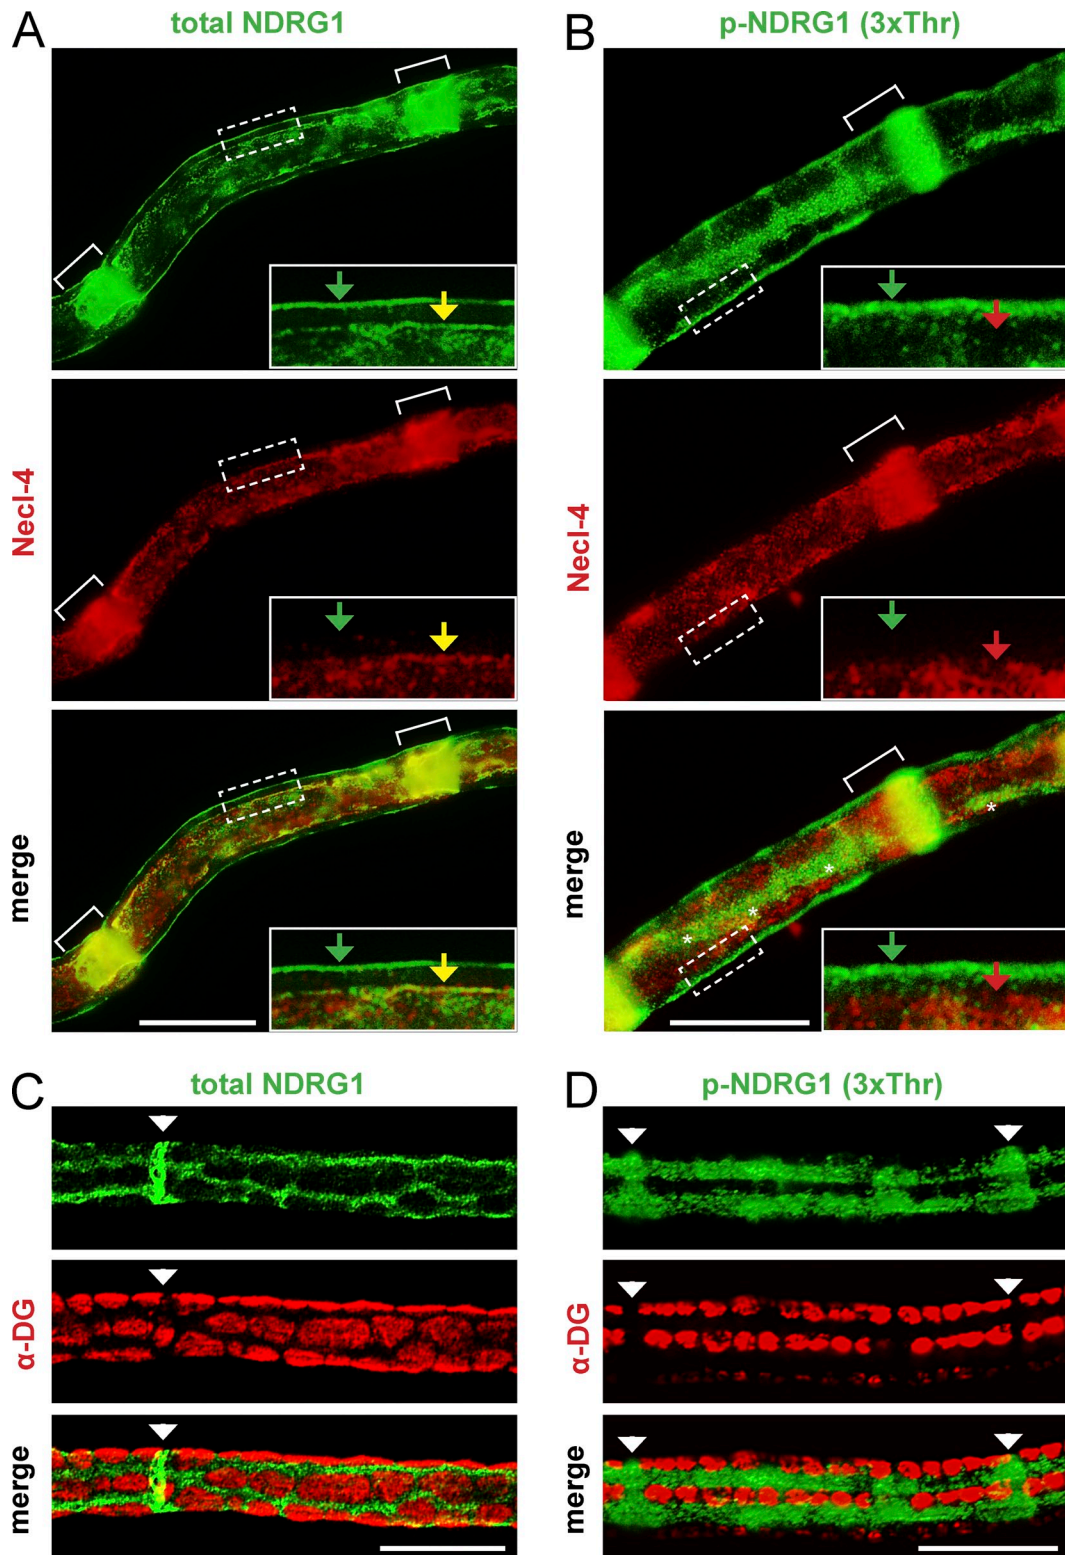 A
total NDRG1
B
p-NDRG1 (3xThr)
Necl-4
Necl-4
merge
*
*
*
*
merge
C
total NDRG1
D
p-NDRG1 (3xThr)
α-DG
α-DG
merge
merge